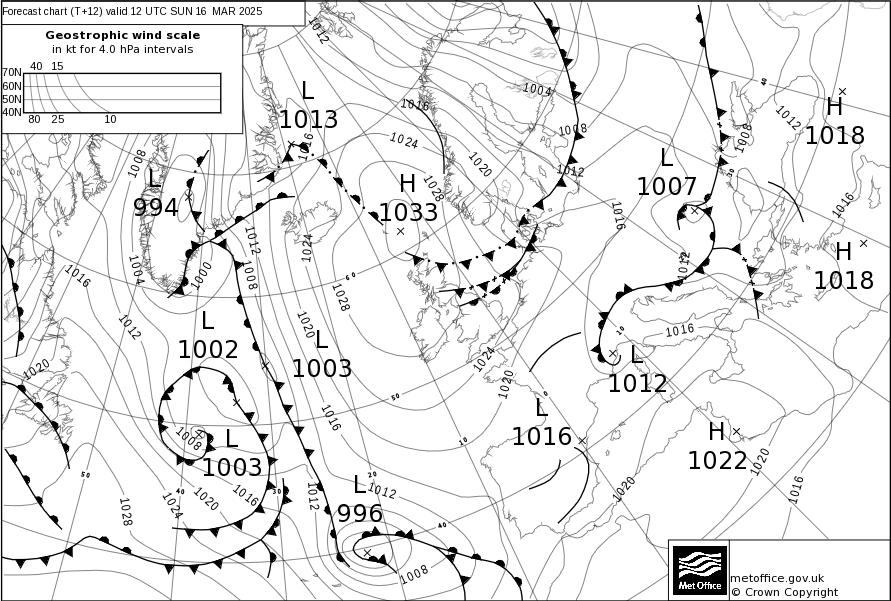 Forecast chart (T+12) valid 12 UTC SUN 16 MAR 2025
Geostrophic wind scale
in kt for 4.0 hPa intervals
40 15
70N
60N
50N
40N
80 25 10
1012
L
1013
1016
1004
1008
1012
1024
1020
1016
1028
H
1033
L
994
1008
1004
1000
1012
1008
1024
1016
1012
1020
L
1002
L
1003
1028
1020
1016
60
50
L
1007
1008
1012
40
30
H
1018
1016
H
1018
1012
1016
1016
10
L
1012
1024
1020
0
L
1016
10
H
1022
1020
1016
1020
1008
L
1003
1016
1020
1024
1028
50
40
30
1012
L
996
20
1012
40
1008
Met Office
metoffice.gov.uk
© Crown Copyright